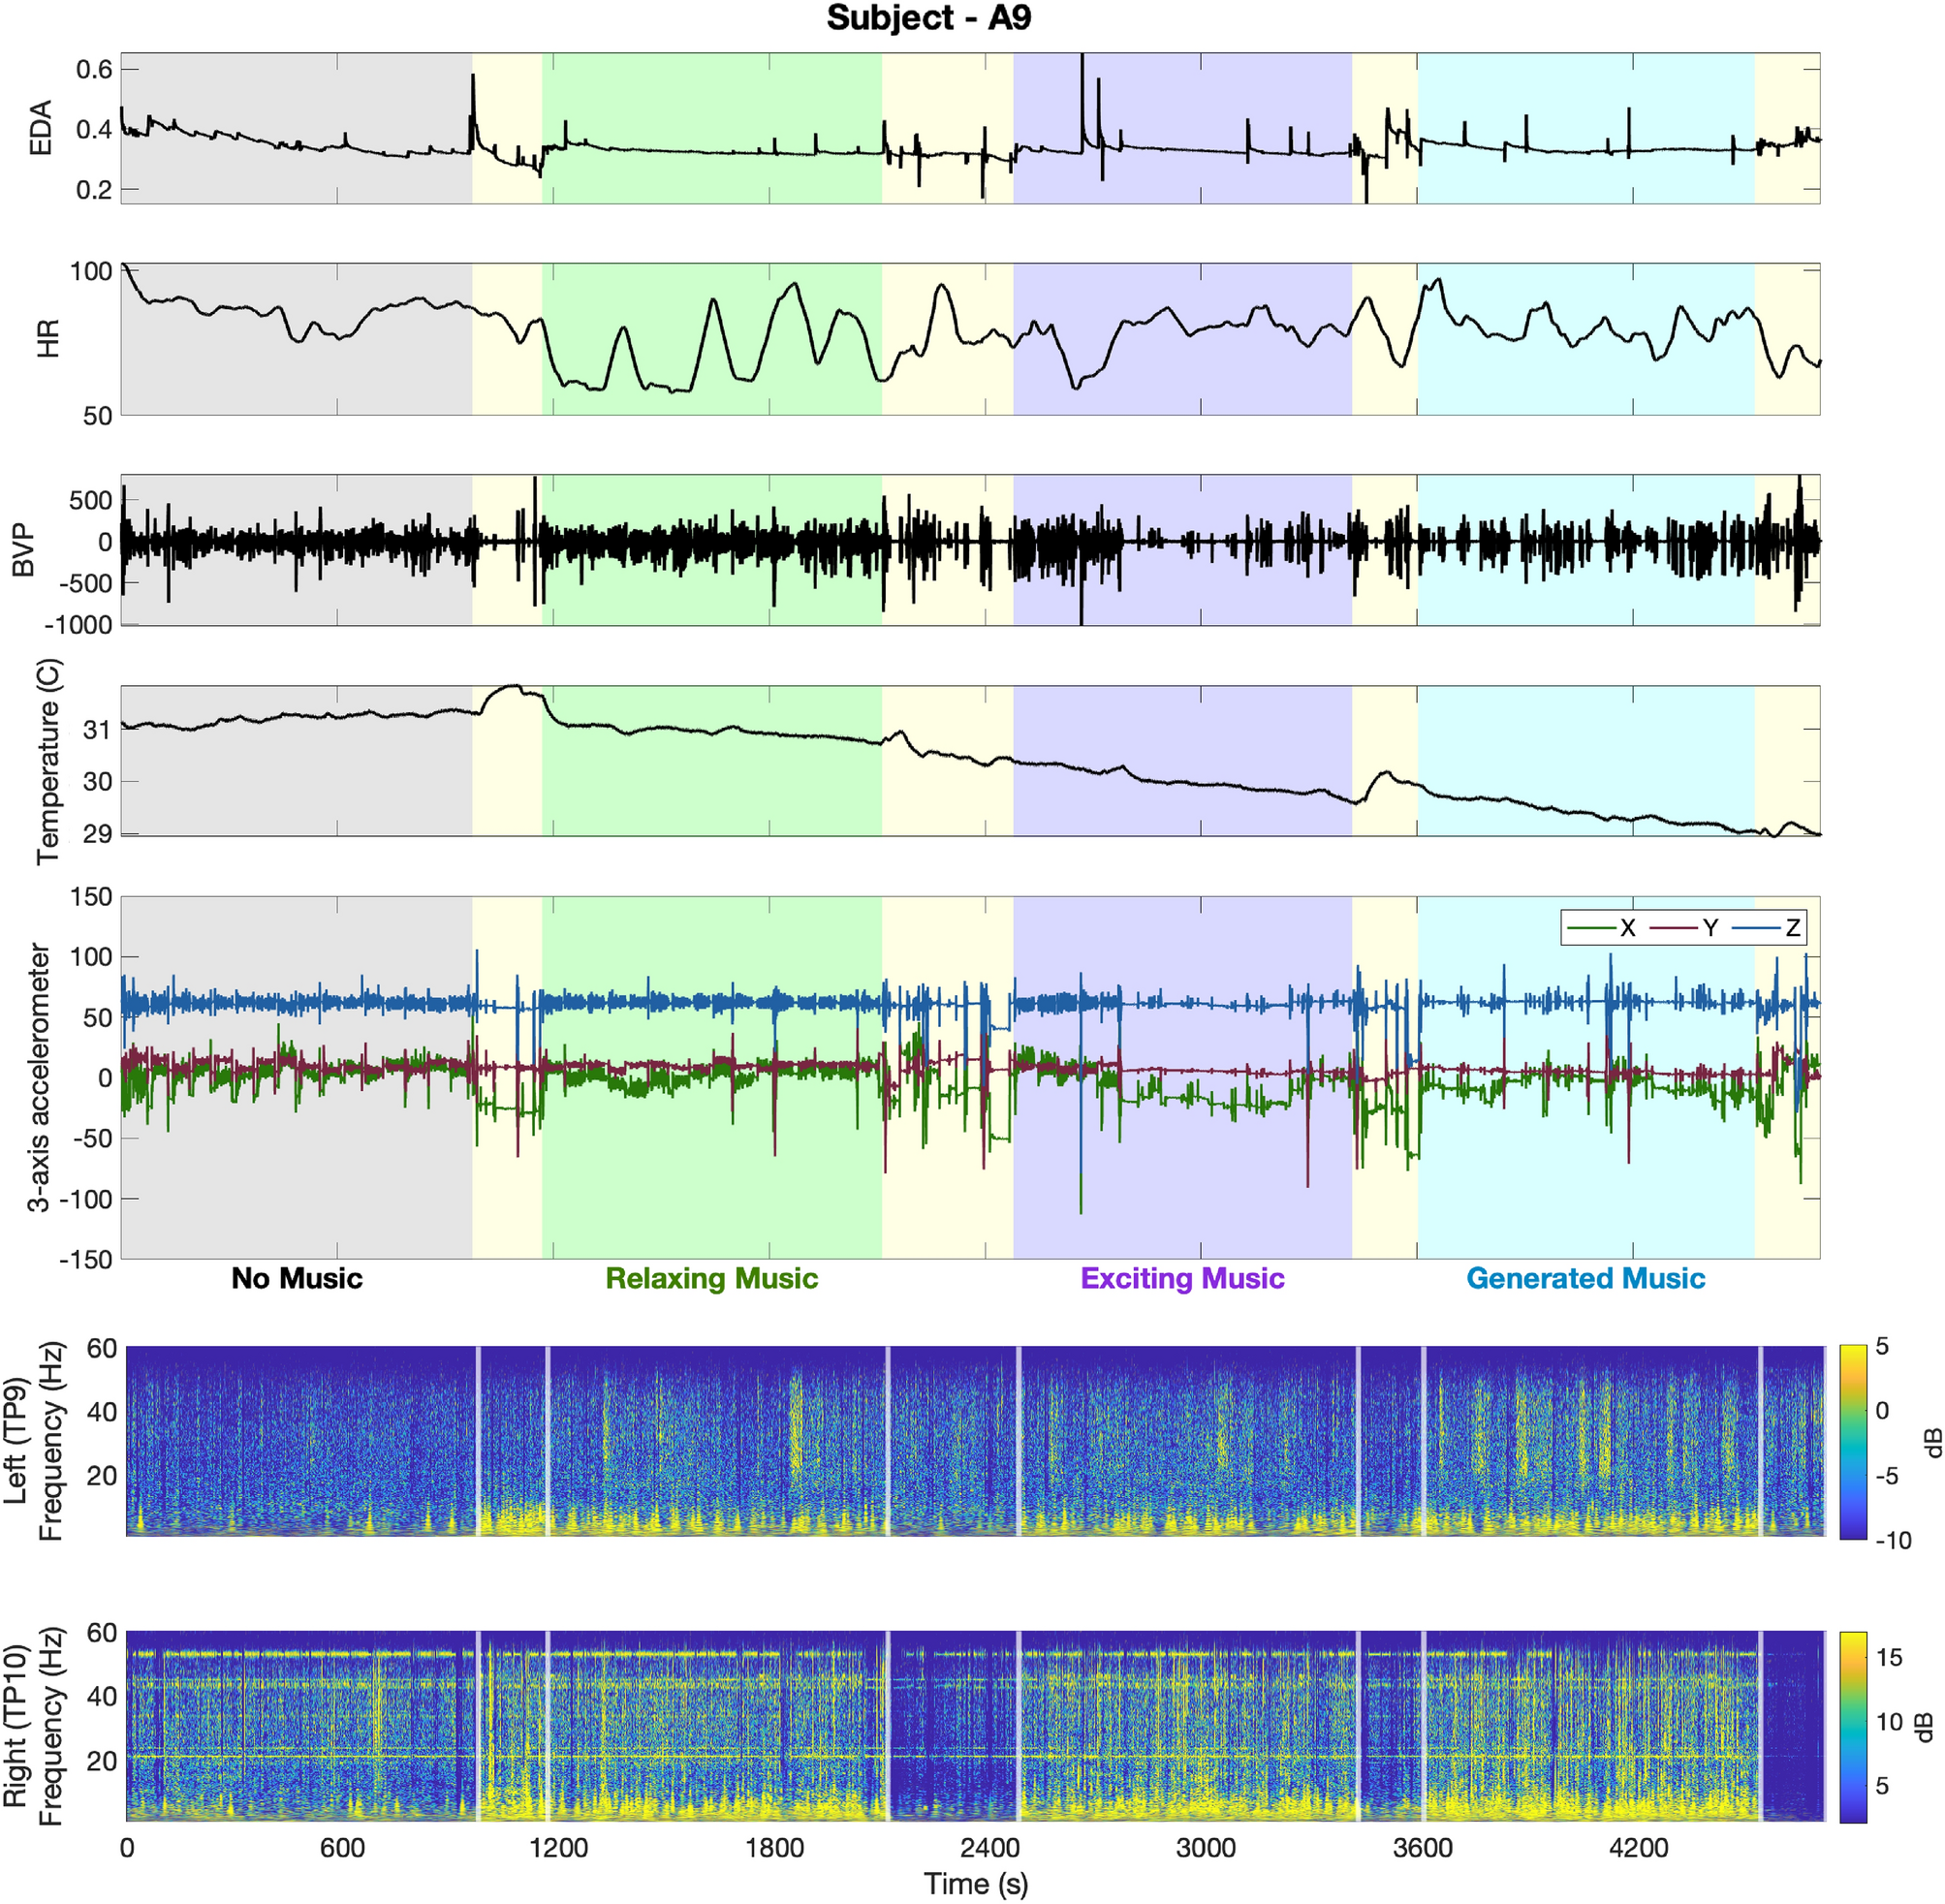 Subject - A9
EDA
0.6
0.4
0.2
HR
100
50
BVP
500
0
-500
-1000
Temperature (C)
31
30
29
3-axis accelerometer
150
100
50
0
-50
-100
-150
X Y Z
No Music Relaxing Music Exciting Music Generated Music
Left (TP9)
Frequency (Hz)
60
40
20
5
0
-5
-10
dB
Right (TP10)
Frequency (Hz)
60
40
20
15
10
5
dB
0 600 1200 1800 2400 3000 3600 4200
Time (s)